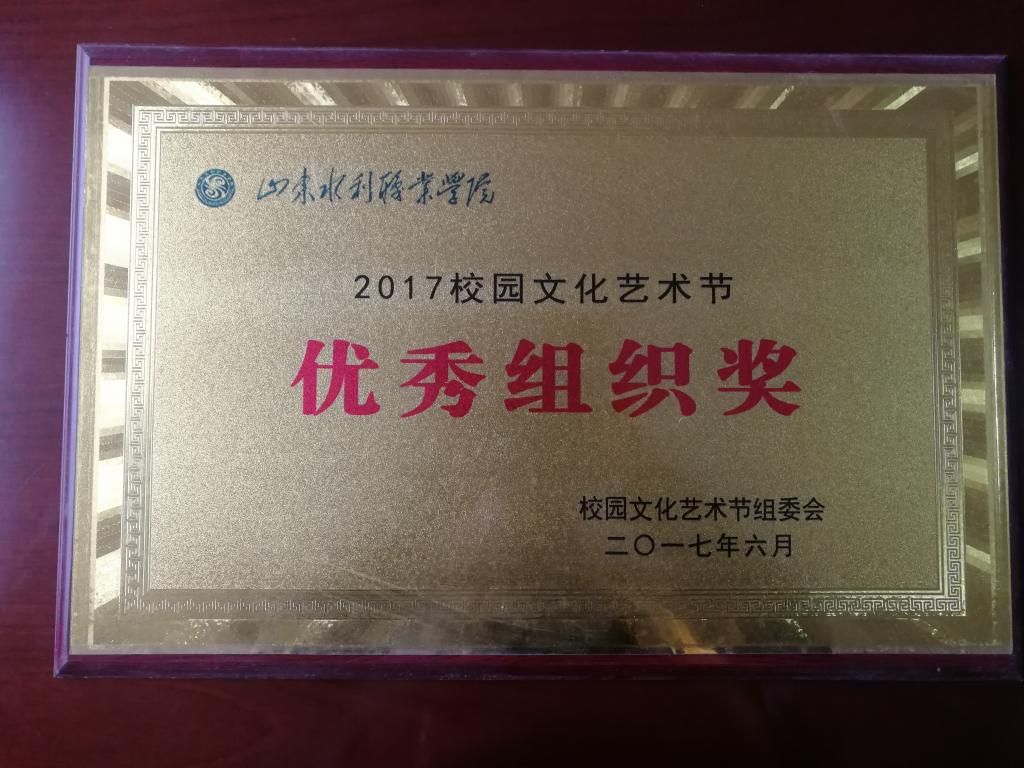 山东水利职业学院
2017校园文化艺术节
优秀组织奖
校园文化艺术节组委会
二〇一七年六月